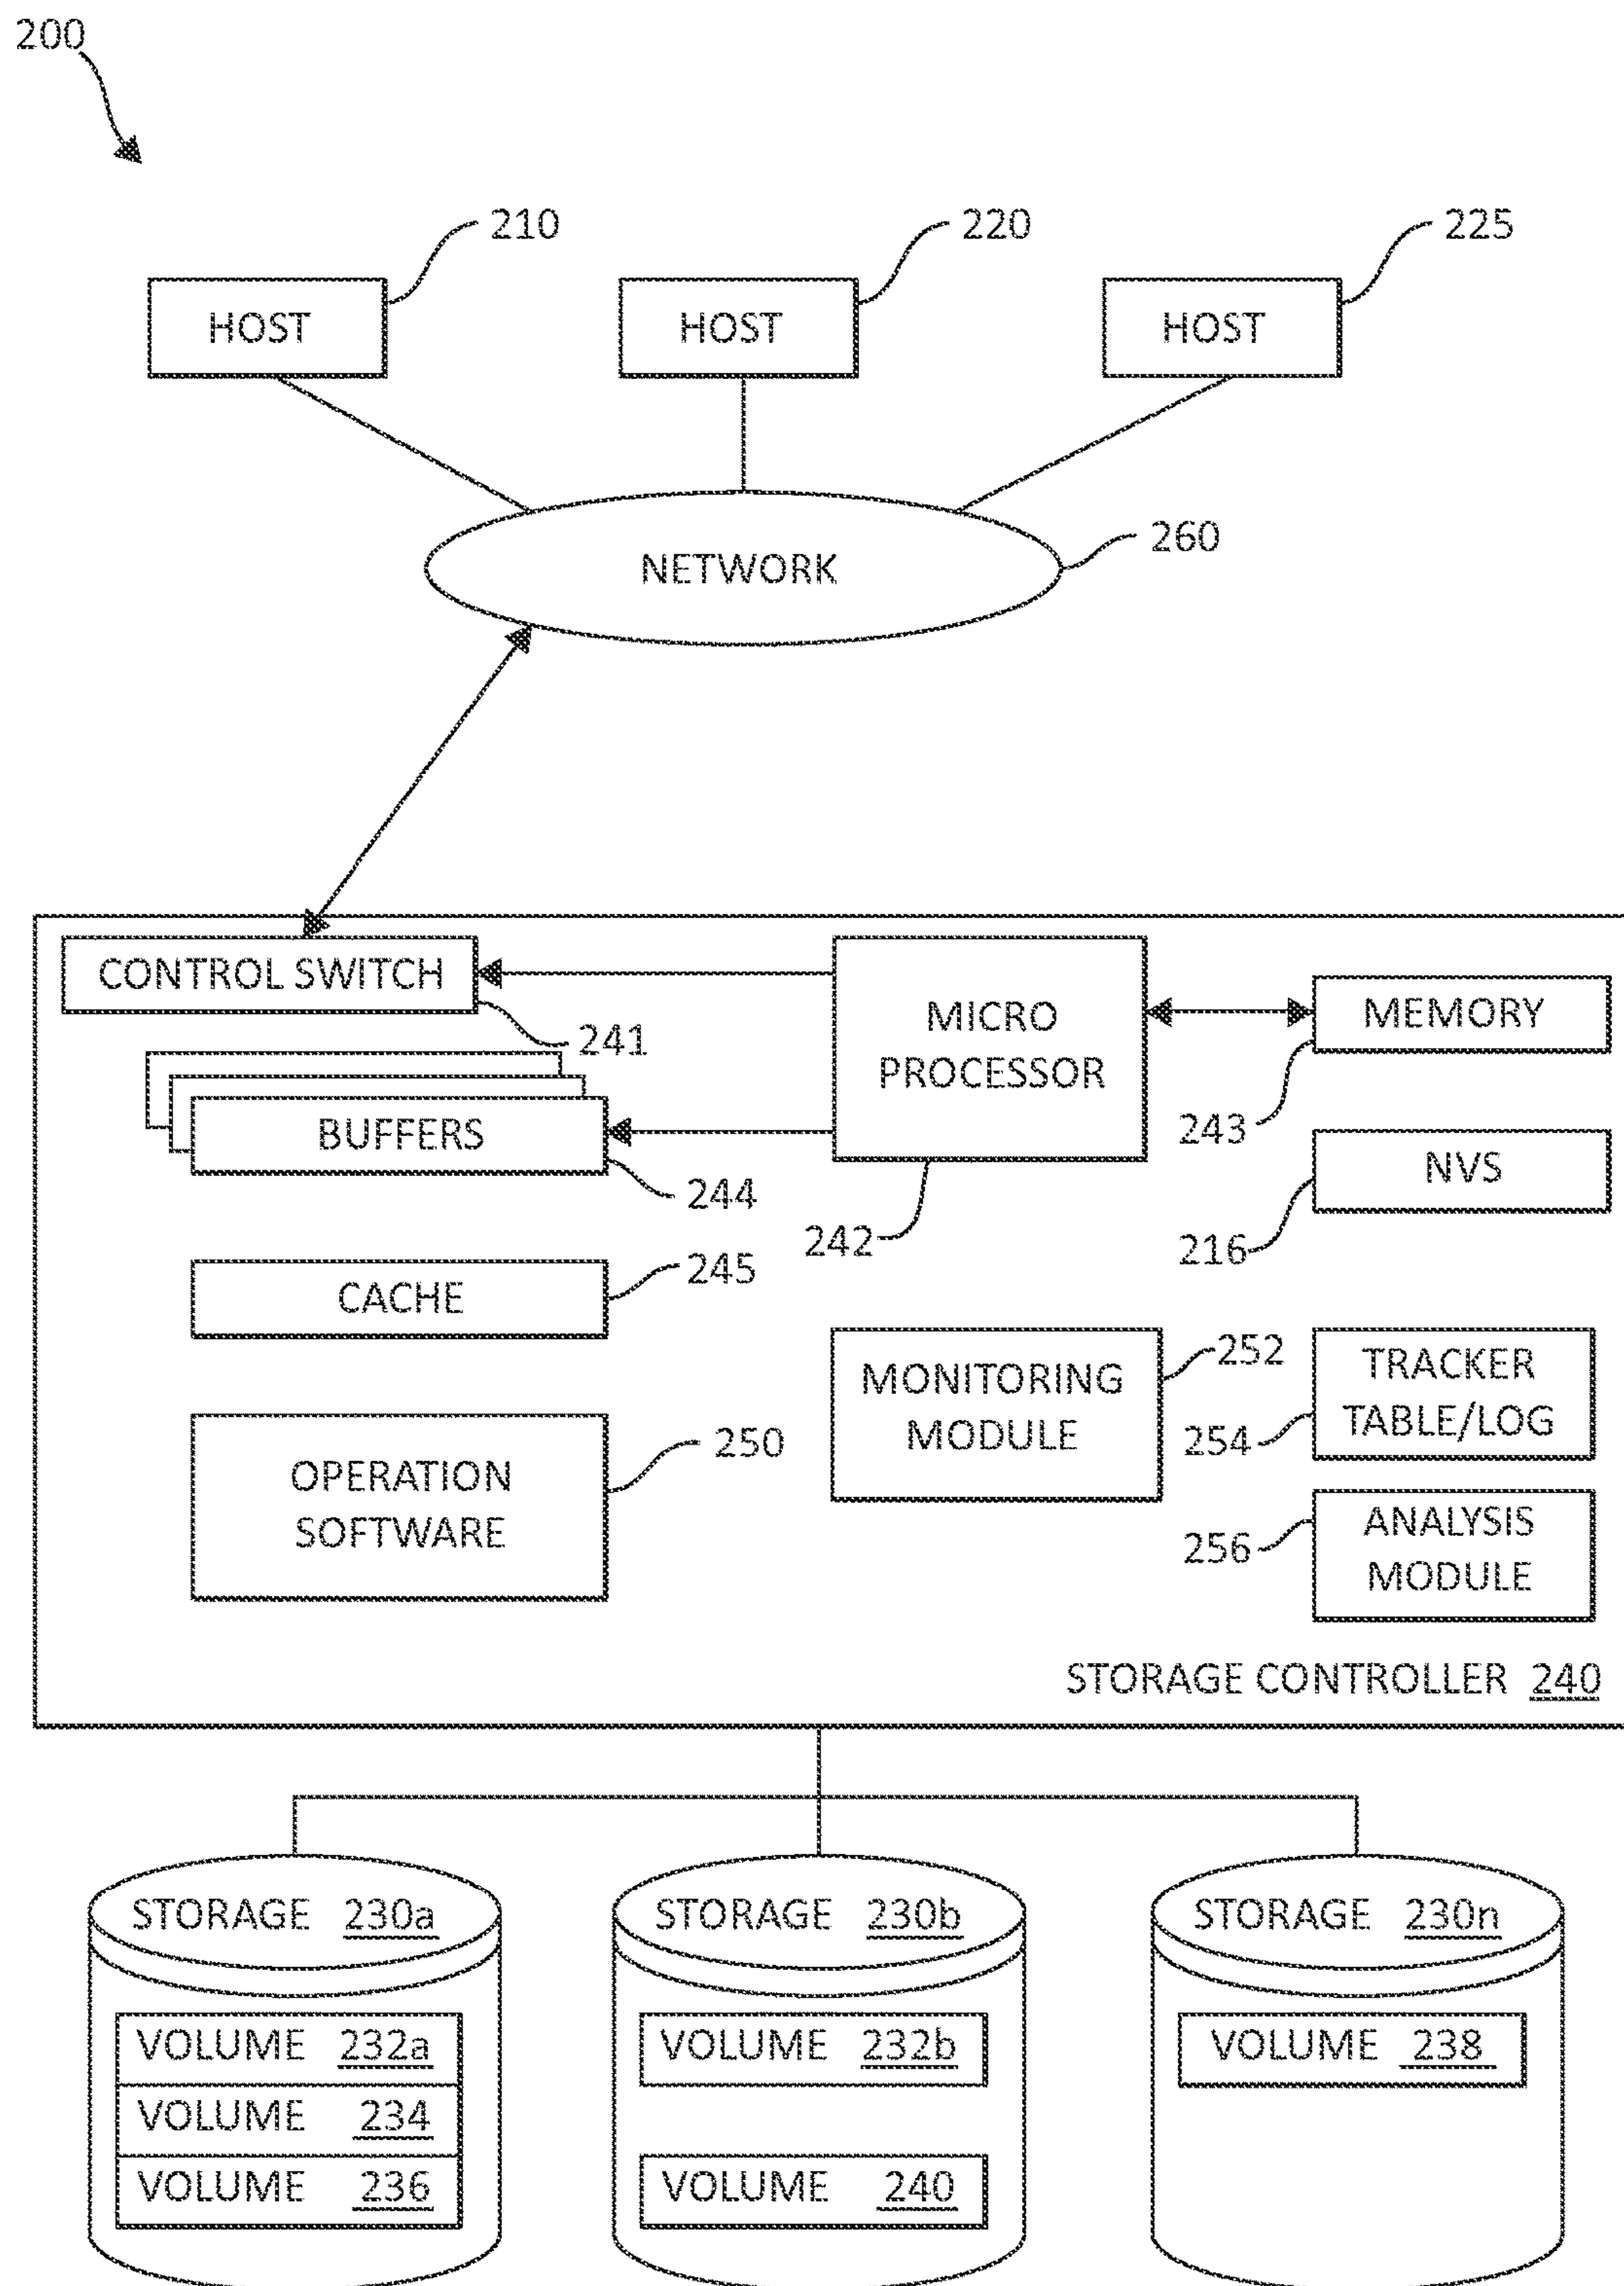 200
210
220
225
HOST
HOST
HOST
260
NETWORK
CONTROL SWITCH
241
MICRO
PROCESSOR
242
MEMORY
243
BUFFERS
244
NVS
216
CACHE
245
MONITORING
MODULE
252
TRACKER
TABLE/LOG
254
OPERATION
SOFTWARE
250
ANALYSIS
MODULE
256
STORAGE CONTROLLER 240
STORAGE 230a
VOLUME 232a
VOLUME 234
VOLUME 236
STORAGE 230b
VOLUME 232b
VOLUME 240
STORAGE 230n
VOLUME 238